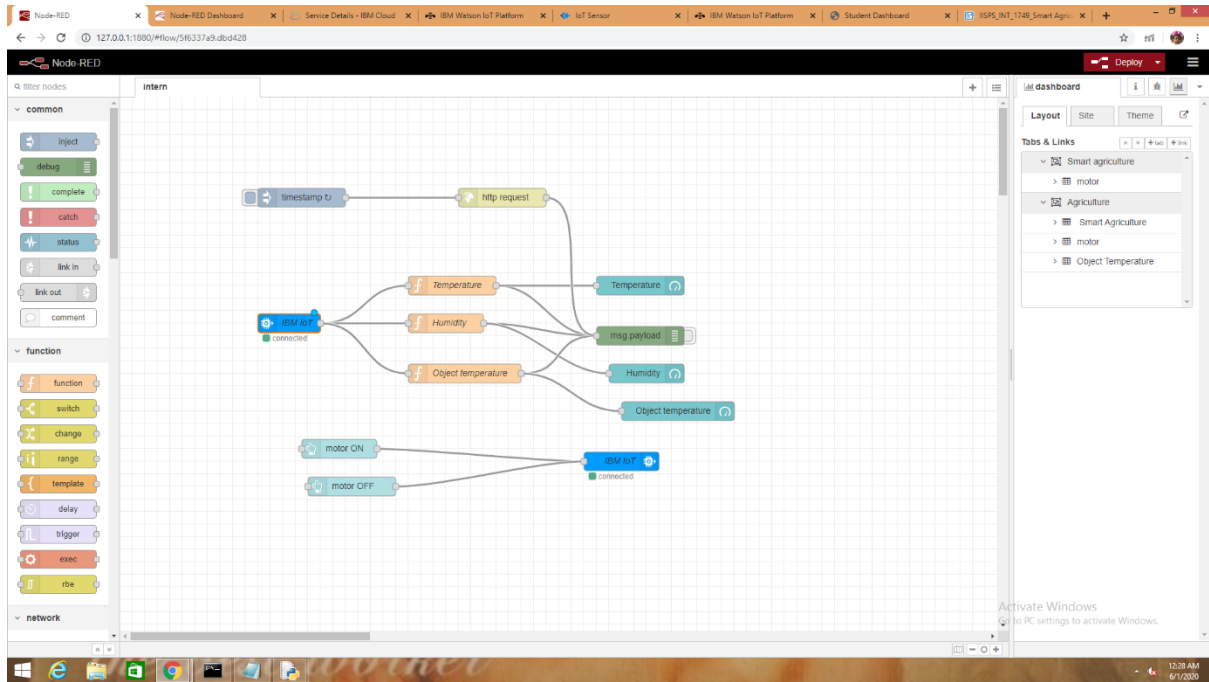 Node-RED
Node-RED Dashboard
Service Details - IBM Cloud
IBM Watson IoT Platform
IoT Sensor
IBM Watson IoT Platform
Student Dashboard
IISPS_INT_1749_Smart Agric
127.0.0.1:1880/#flow/5f6337a9.dbd428
Node-RED
Deploy
filter nodes
intern
dashboard
common
Layout
Site
Theme
inject
Tabs & Links
+ tab
+ link
debug
Smart agriculture
complete
timestamp ↻
http request
motor
catch
Agriculture
status
Smart Agriculture
motor
link in
Object Temperature
link out
Temperature
Temperature
comment
IBM IoT
Humidity
msg.payload
connected
function
Object temperature
Humidity
function
Object temperature
switch
change
motor ON
range
IBM IoT
connected
template
motor OFF
delay
trigger
exec
rbe
Activate Windows
Go to PC settings to activate Windows.
network
12:28 AM
6/1/2020